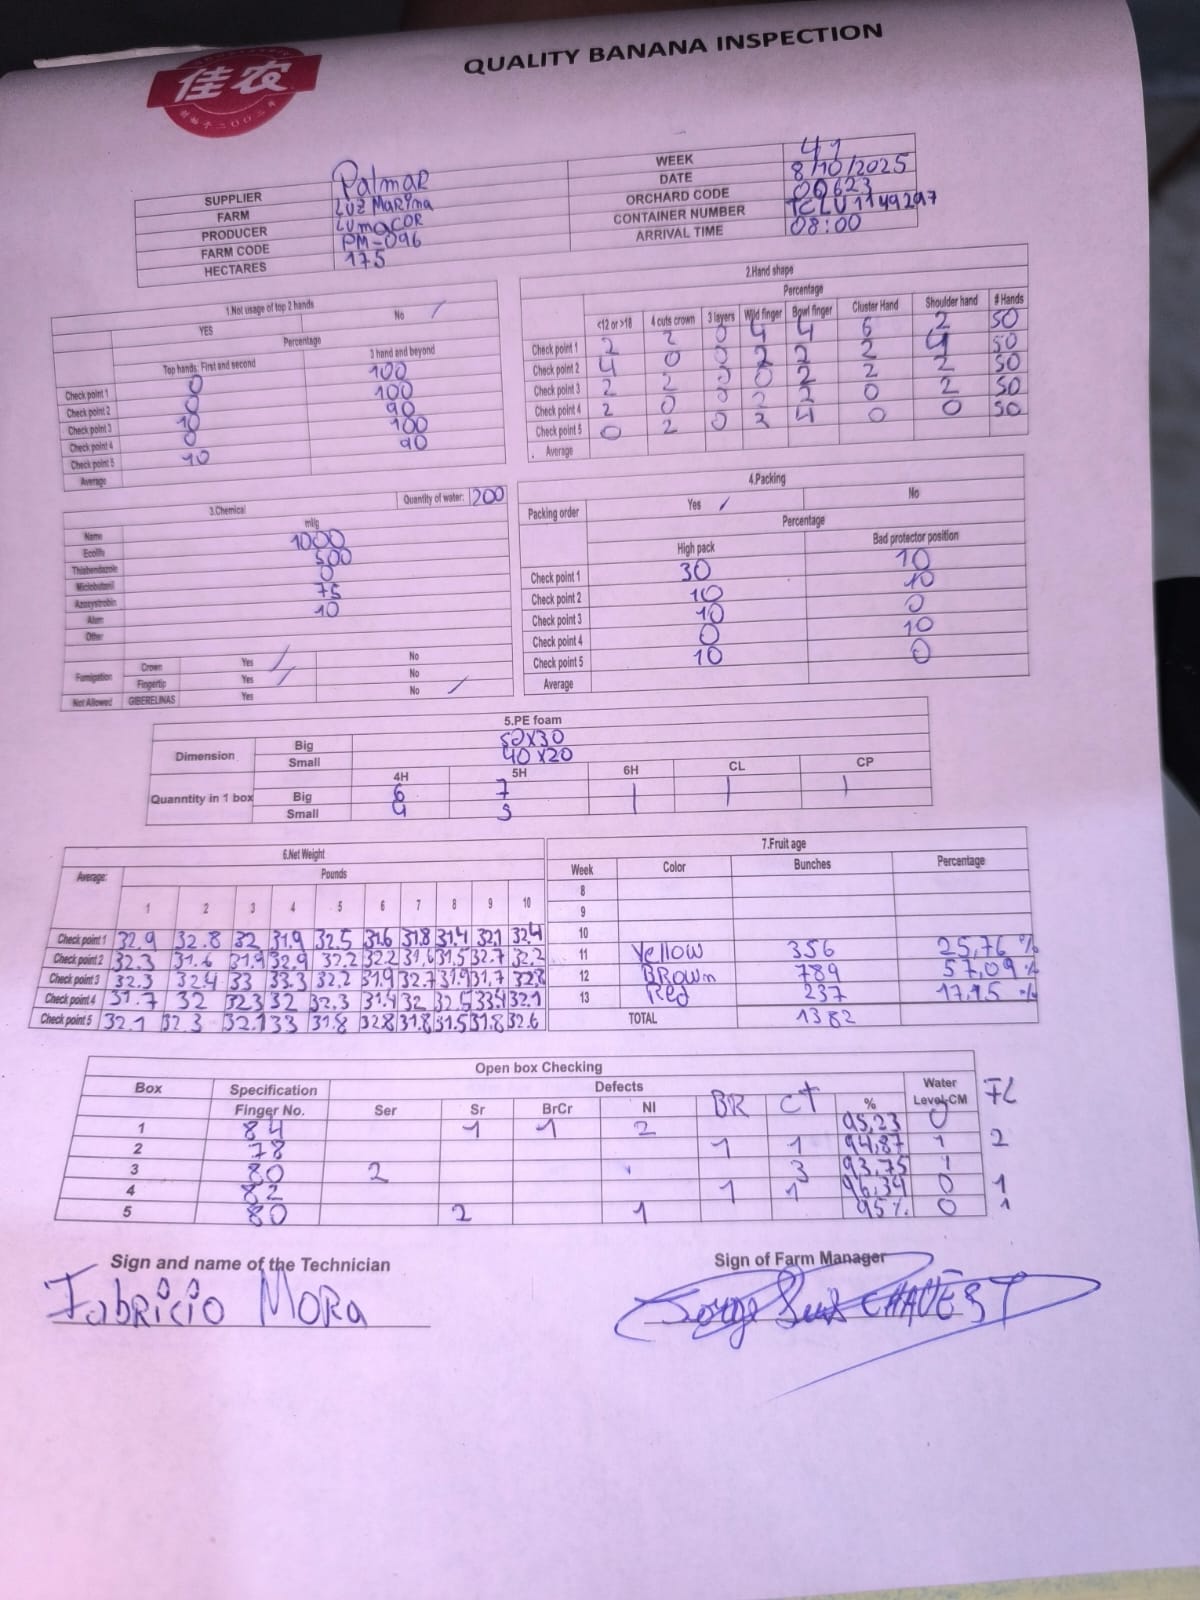 佳农
QUALITY BANANA INSPECTION
SUPPLIER Palmar WEEK 41
FARM Luz Marina DATE 8/10/2025
PRODUCER LUMACOR ORCHARD CODE 00623
FARM CODE PM-096 CONTAINER NUMBER TCLU1149297
HECTARES 175 ARRIVAL TIME 08:00
1.Not usage of top 2 hands
YES No /
Percentage
Top hands: First and second 3 hand and beyond
Check point 1 0 100
Check point 2 0 100
Check point 3 10 90
Check point 4 0 100
Check point 5 10 90
Average
2.Hand shape
Percentage
<12 or >18 4 cuts crown 3 layers Wild finger Bowl finger Cluster Hand Shoulder hand # Hands
Check point 1 2 2 0 4 4 6 2 50
Check point 2 4 0 0 2 2 2 4 50
Check point 3 2 2 0 0 2 2 2 50
Check point 4 2 0 0 2 2 0 2 50
Check point 5 0 2 0 2 4 0 0 50
Average
3.Chemical Quantity of water: 200
Name ml/g
Ecolife 1000
Thiabendazole 500
Miclobutanil 0
Azoxystrobin 75
Alum 10
Other
Fumigation Crown Yes / No
Fingertip Yes / No
Not Allowed GIBERELINAS Yes No /
4.Packing
Packing order Yes / No
Percentage
High pack Bad protector position
Check point 1 30 10
Check point 2 10 10
Check point 3 10 0
Check point 4 0 10
Check point 5 10 0
Average
5.PE foam
Dimension Big 52x30
Small 40x20
4H 5H 6H CL CP
Quanntity in 1 box Big 6 7
Small 4 3
6.Net Weight
Average: Pounds
1 2 3 4 5 6 7 8 9 10
Check point 1 32.9 32.8 32 31.9 32.5 31.6 31.8 31.4 32.1 32.4
Check point 2 32.3 31.6 31.9 32.9 32.2 32.2 31.6 31.5 32.7 32.2
Check point 3 32.3 32.4 33 33.3 32.2 31.9 32.7 31.9 31.7 32.8
Check point 4 31.7 32 32.3 32 32.3 31.4 32 32.5 33.4 32.1
Check point 5 32.1 32.3 32.1 33 31.8 32.8 31.8 31.5 31.8 32.6
7.Fruit age
Week Color Bunches Percentage
8
9
10
11 Yellow 356 25,76 %
12 BRown 789 57,09 %
13 Red 237 17,15 %
TOTAL 1382
Open box Checking
Box Specification Defects Water
Finger No. Ser Sr BrCr NI BR CT % Level-CM FL
1 84 1 1 2 95,23 0
2 78 1 1 94,87 1 2
3 80 2 3 93,75 1
4 82 1 1 96,34 0 1
5 80 2 1 95% 0 1
Sign and name of the Technician Sign of Farm Manager
Fabricio Mora